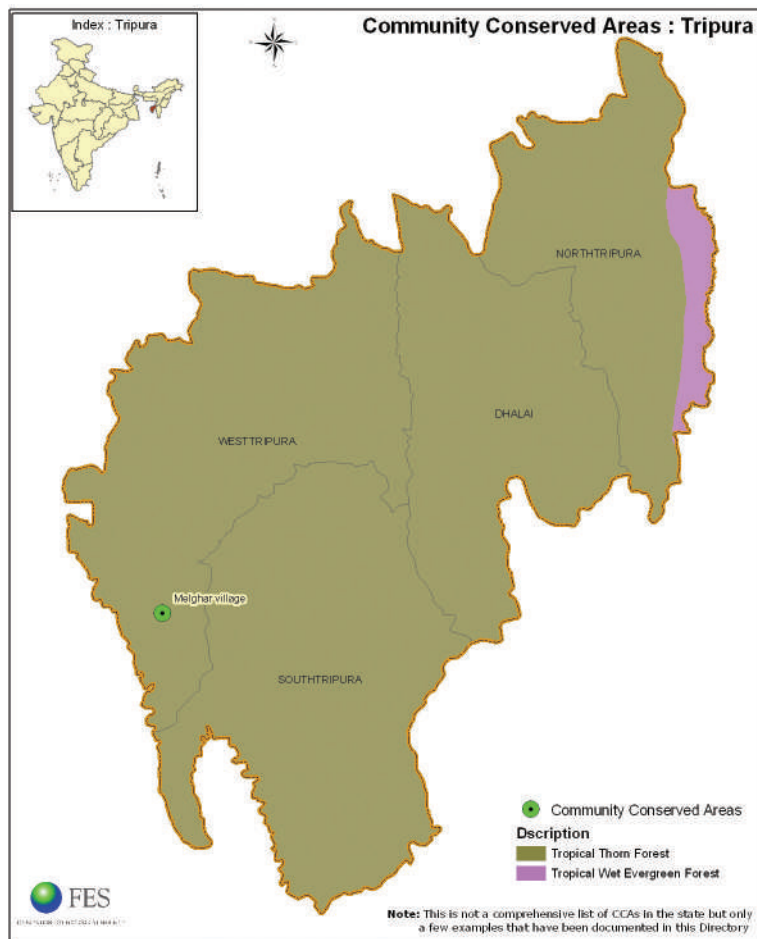 Index : Tripura
Community Conserved Areas : Tripura
NORTHTRIPURA
DHALAI
WESTTRIPURA
Melghar village
SOUTHTRIPURA
Community Conserved Areas
Dscription
Tropical Thorn Forest
Tropical Wet Evergreen Forest
FES
Note: This is not a comprehensive list of CCAs in the state but only
a few examples that have been documented in this Directory